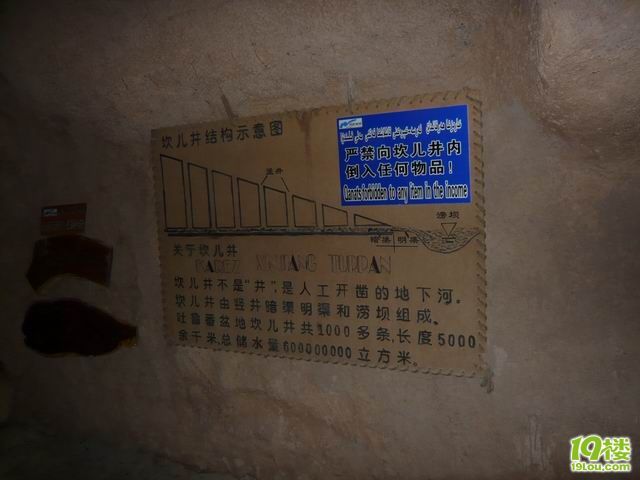 坎儿井结构示意图
竖井
严禁向坎儿井内
倒入任何物品！
Canrats forbidden to any item in the income
涝坝
暗渠 明渠
关于坎儿井
KAREZ XINJIANG TURPAN
坎儿井不是"井",是人工开凿的地下河。
坎儿井由竖井暗渠明渠和涝坝组成。
吐鲁番盆地坎儿井共1000多条,长度5000
余千米,总储水量600000000立方米。
19楼
19lou.com